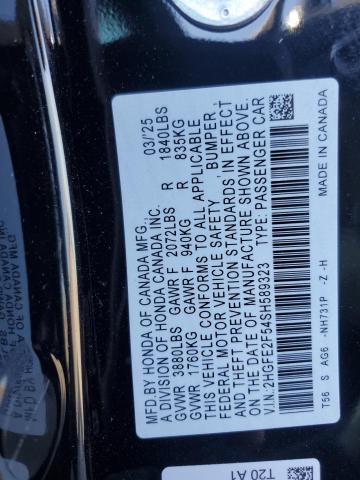 MFD BY HONDA OF CANADA MFG., 03/'25
A DIVISION OF HONDA CANADA INC.
GVWR 3880LBS GAWR F 2072LBS R 1840LBS
GVWR 1760KG GAWR F 940KG R 835KG
THIS VEHICLE CONFORMS TO ALL APPLICABLE
FEDERAL MOTOR VEHICLE SAFETY, BUMPER,
AND THEFT PREVENTION STANDARDS IN EFFECT
ON THE DATE OF MANUFACTURE SHOWN ABOVE.
V.I.N.:2HGFE2F54SH589323 TYPE: PASSENGER CAR
T56 S AG6 -NH731P -Z -H MADE IN CANADA
T20 A1